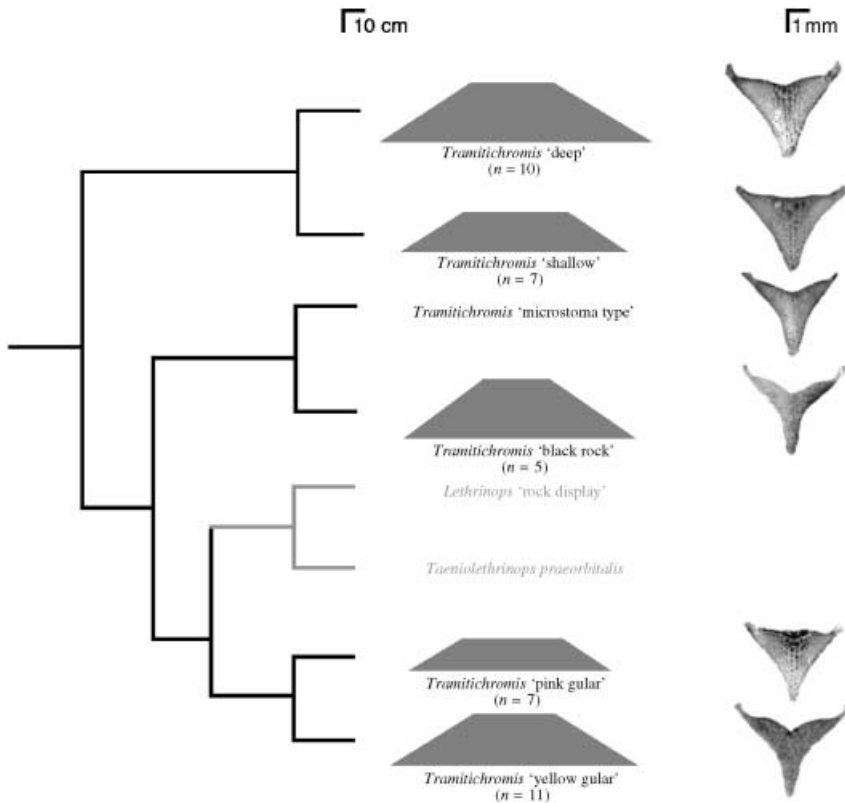 10 cm
1 mm
Tramitichromis ‘deep’
(n = 10)
Tramitichromis ‘shallow’
(n = 7)
Tramitichromis ‘microstoma type’
Tramitichromis ‘black rock’
(n = 5)
Lethrinops ‘rock display’
Taeniolethrinops praeorbitalis
Tramitichromis ‘pink gular’
(n = 7)
Tramitichromis ‘yellow gular’
(n = 11)